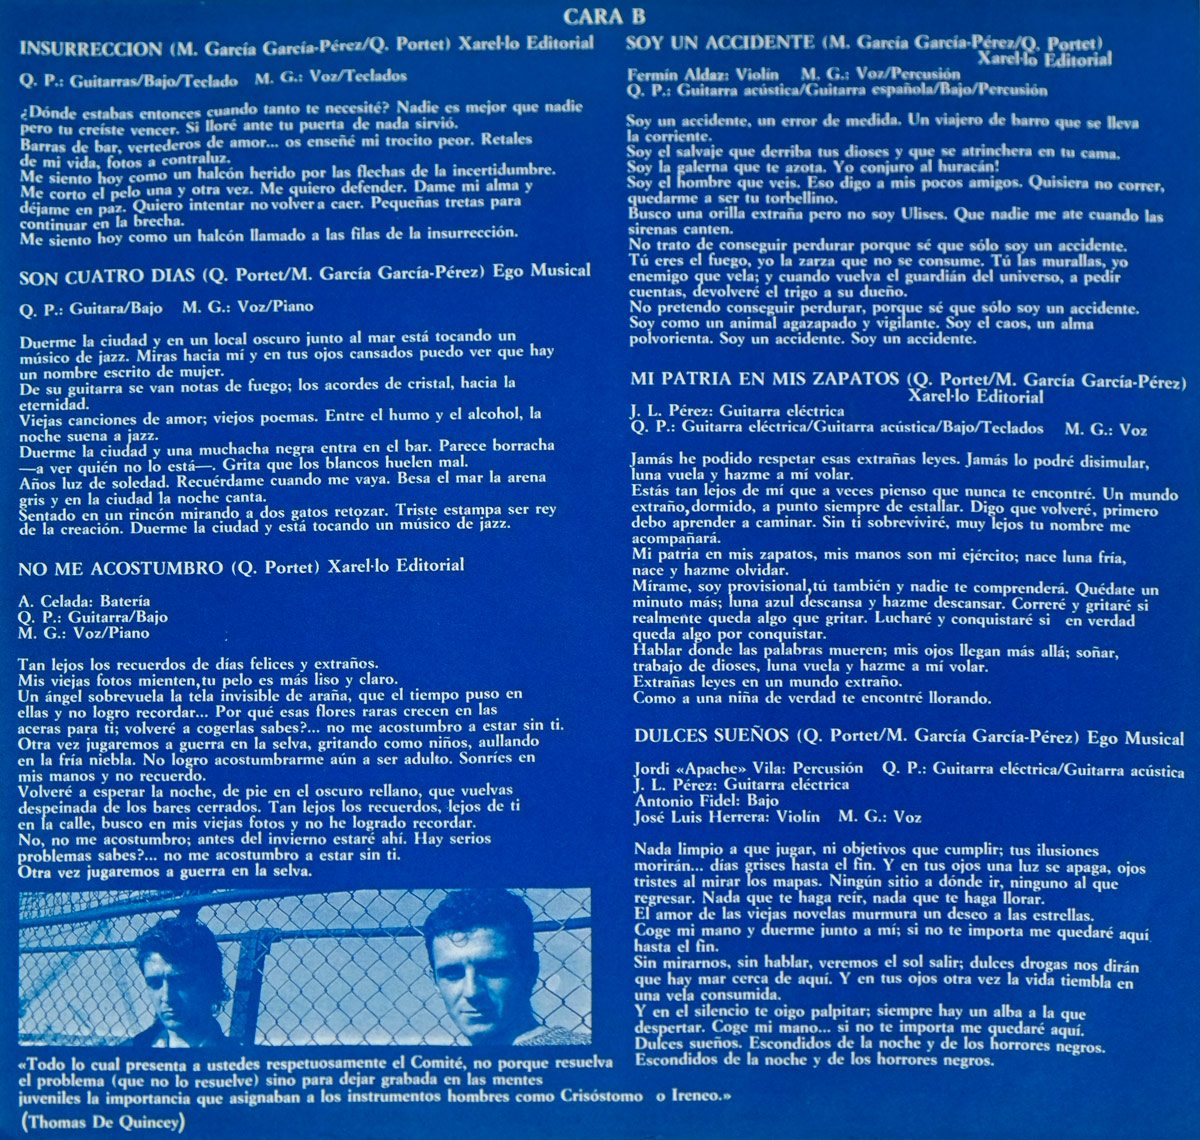 CARA B
INSURRECCION (M. García García-Pérez/Q. Portet) Xarel·lo Editorial
Q. P.: Guitarras/Bajo/Teclado M. G.: Voz/Teclados
¿Dónde estabas entonces cuando tanto te necesité? Nadie es mejor que nadie
pero tu creíste vencer. Si lloré ante tu puerta de nada sirvió.
Barras de bar, vertederos de amor... os enseñé mi trocito peor. Retales
de mi vida, fotos a contraluz.
Me siento hoy como un halcón herido por las flechas de la incertidumbre.
Me corto el pelo una y otra vez. Me quiero defender. Dame mi alma y
déjame en paz. Quiero intentar no volver a caer. Pequeñas tretas para
continuar en la brecha.
Me siento hoy como un halcón llamado a las filas de la insurrección.
SON CUATRO DIAS (Q. Portet/M. García García-Pérez) Ego Musical
Q. P.: Guitarra/Bajo M. G.: Voz/Piano
Duerme la ciudad y en un local oscuro junto al mar está tocando un
músico de jazz. Miras hacia mí y en tus ojos cansados puedo ver que hay
un nombre escrito de mujer.
De su guitarra se van notas de fuego; los acordes de cristal, hacia la
eternidad.
Viejas canciones de amor; viejos poemas. Entre el humo y el alcohol, la
noche suena a jazz.
Duerme la ciudad y una muchacha negra entra en el bar. Parece borracha
—a ver quién no lo está—. Grita que los blancos huelen mal.
Años luz de soledad. Recuérdame cuando me vaya. Besa el mar la arena
gris y en la ciudad la noche canta.
Sentado en un rincón mirando a dos gatos retozar. Triste estampa ser rey
de la creación. Duerme la ciudad y está tocando un músico de jazz.
NO ME ACOSTUMBRO (Q. Portet) Xarel·lo Editorial
A. Celada: Batería
Q. P.: Guitarra/Bajo
M. G.: Voz/Piano
Tan lejos los recuerdos de días felices y extraños.
Mis viejas fotos mienten,tu pelo es más liso y claro.
Un ángel sobrevuela la tela invisible de araña, que el tiempo puso en
ellas y no logro recordar... Por qué esas flores raras crecen en las
aceras para ti; volveré a cogerlas sabes?... no me acostumbro a estar sin ti.
Otra vez jugaremos a guerra en la selva, gritando como niños, aullando
en la fría niebla. No logro acostumbrarme aún a ser adulto. Sonríes en
mis manos y no recuerdo.
Volveré a esperar la noche, de pie en el oscuro rellano, que vuelvas
despeinada de los bares cerrados. Tan lejos los recuerdos, lejos de ti
en la calle, busco en mis viejas fotos y no he logrado recordar.
No, no me acostumbro; antes del invierno estaré ahí. Hay serios
problemas sabes?... no me acostumbro a estar sin ti.
Otra vez jugaremos a guerra en la selva.
«Todo lo cual presenta a ustedes respetuosamente el Comité, no porque resuelva
el problema (que no lo resuelve) sino para dejar grabada en las mentes
juveniles la importancia que asignaban a los instrumentos hombres como Crisóstomo o Ireneo.»
(Thomas De Quincey)
SOY UN ACCIDENTE (M. García García-Pérez/Q. Portet)
Xarel·lo Editorial
Fermín Aldaz: Violín M. G.: Voz/Percusión
Q. P.: Guitarra acústica/Guitarra española/Bajo/Percusión
Soy un accidente, un error de medida. Un viajero de barro que se lleva
la corriente.
Soy el salvaje que derriba tus dioses y que se atrinchera en tu cama.
Soy la galerna que te azota. Yo conjuro al huracán!
Soy el hombre que veis. Eso digo a mis pocos amigos. Quisiera no correr,
quedarme a ser tu torbellino.
Busco una orilla extraña pero no soy Ulises. Que nadie me ate cuando las
sirenas canten.
No trato de conseguir perdurar porque sé que sólo soy un accidente.
Tú eres el fuego, yo la zarza que no se consume. Tú las murallas, yo
enemigo que vela; y cuando vuelva el guardián del universo, a pedir
cuentas, devolveré el trigo a su dueño.
No pretendo conseguir perdurar, porque sé que sólo soy un accidente.
Soy como un animal agazapado y vigilante. Soy el caos, un alma
polvorienta. Soy un accidente. Soy un accidente.
MI PATRIA EN MIS ZAPATOS (Q. Portet/M. García García-Pérez)
Xarel·lo Editorial
J. L. Pérez: Guitarra eléctrica
Q. P.: Guitarra eléctrica/Guitarra acústica/Bajo/Teclados M. G.: Voz
Jamás he podido respetar esas extrañas leyes. Jamás lo podré disimular,
luna vuela y hazme a mí volar.
Estás tan lejos de mí que a veces pienso que nunca te encontré. Un mundo
extraño,dormido, a punto siempre de estallar. Digo que volveré, primero
debo aprender a caminar. Sin ti sobreviviré, muy lejos tu nombre me
acompañará.
Mi patria en mis zapatos, mis manos son mi ejército; nace luna fría,
nace y hazme olvidar.
Mírame, soy provisional,tú también y nadie te comprenderá. Quédate un
minuto más; luna azul descansa y hazme descansar. Correré y gritaré si
realmente queda algo que gritar. Lucharé y conquistaré si en verdad
queda algo por conquistar.
Hablar donde las palabras mueren; mis ojos llegan más allá; soñar,
trabajo de dioses, luna vuela y hazme a mí volar.
Extrañas leyes en un mundo extraño.
Como a una niña de verdad te encontré llorando.
DULCES SUEÑOS (Q. Portet/M. García García-Pérez) Ego Musical
Jordi «Apache» Vila: Percusión Q. P.: Guitarra eléctrica/Guitarra acústica
J. L. Pérez: Guitarra eléctrica
Antonio Fidel: Bajo
José Luis Herrera: Violín M. G.: Voz
Nada limpio a que jugar, ni objetivos que cumplir; tus ilusiones
morirán... días grises hasta el fin. Y en tus ojos una luz se apaga, ojos
tristes al mirar los mapas. Ningún sitio a dónde ir, ninguno al que
regresar. Nada que te haga reír, nada que te haga llorar.
El amor de las viejas novelas murmura un deseo a las estrellas.
Coge mi mano y duerme junto a mí; si no te importa me quedaré aquí
hasta el fin.
Sin mirarnos, sin hablar, veremos el sol salir; dulces drogas nos dirán
que hay mar cerca de aquí. Y en tus ojos otra vez la vida tiembla en
una vela consumida.
Y en el silencio te oigo palpitar; siempre hay un alba a la que
despertar. Coge mi mano... si no te importa me quedaré aquí.
Dulces sueños. Escondidos de la noche y de los horrores negros.
Escondidos de la noche y de los horrores negros.